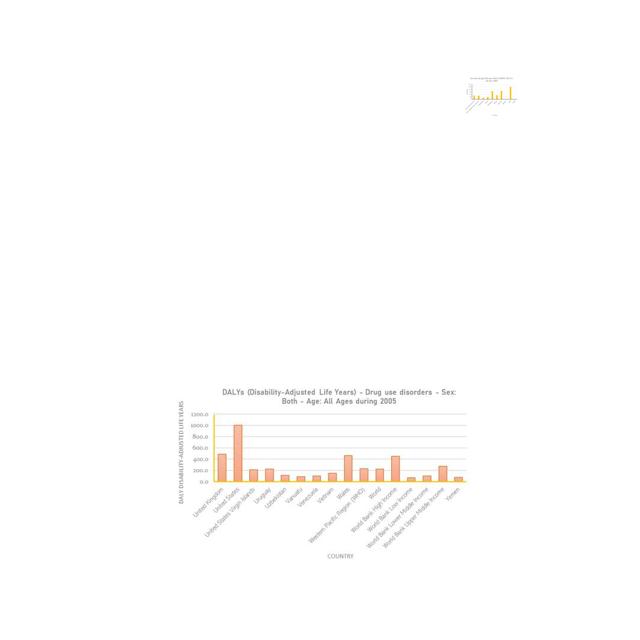 DALYs (Disability-Adjusted Life Years) - Drug use disorders - Sex:
Both - Age: All Ages during 2005
DALY DISABILITY-ADJUSTED LIFE YEARS
1200.0
1000.0
800.0
600.0
400.0
200.0
0.0
United Kingdom
United States
United States Virgin Islands
Uruguay
Uzbekistan
Vanuatu
Venezuela
Vietnam
Wales
Western Pacific Region (WHO)
World
World Bank High Income
World Bank Low Income
World Bank Lower Middle Income
World Bank Upper Middle Income
Yemen
COUNTRY